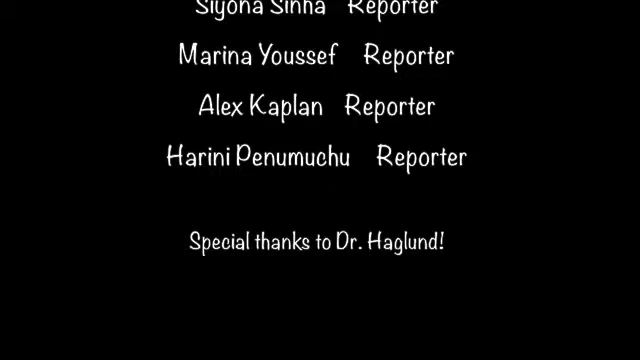 Siyona Sinha Reporter
Marina Youssef Reporter
Alex Kaplan Reporter
Harini Penumuchu Reporter
Special thanks to Dr. Haglund!